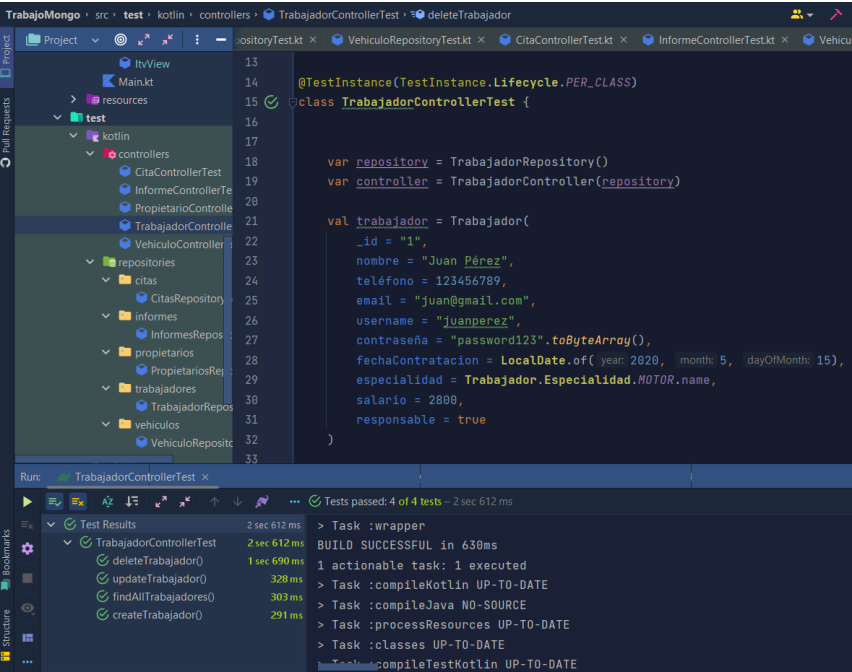 TrabajoMongo › src › test › kotlin › controllers › TrabajadorControllerTest › deleteTrabajador
Project
ositoryTest.kt × VehiculoRepositoryTest.kt × CitaControllerTest.kt × InformeControllerTest.kt × Vehicu
Project
Pull Requests
Bookmarks
Structure
ItvView
Main.kt
resources
test
kotlin
controllers
CitaControllerTest
InformeControllerTe
PropietarioControlle
TrabajadorControlle
VehiculoController
repositories
citas
CitasRepository
informes
InformesRepos
propietarios
PropietariosRep
trabajadores
TrabajadorRepos
vehiculos
VehiculoReposito
13
14 @TestInstance(TestInstance.Lifecycle.PER_CLASS)
15 class TrabajadorControllerTest {
16
17
18 var repository = TrabajadorRepository()
19 var controller = TrabajadorController(repository)
20
21 val trabajador = Trabajador(
22 _id = "1",
23 nombre = "Juan Pérez",
24 teléfono = 123456789,
25 email = "juan@gmail.com",
26 username = "juanperez",
27 contraseña = "password123".toByteArray(),
28 fechaContratacion = LocalDate.of( year: 2020, month: 5, dayOfMonth: 15),
29 especialidad = Trabajador.Especialidad.MOTOR.name,
30 salario = 2800,
31 responsable = true
32 )
33
Run: TrabajadorControllerTest ×
Tests passed: 4 of 4 tests – 2 sec 612 ms
Test Results 2 sec 612 ms
TrabajadorControllerTest 2 sec 612 ms
deleteTrabajador() 1 sec 690 ms
updateTrabajador() 328 ms
findAllTrabajadores() 303 ms
createTrabajador() 291 ms
> Task :wrapper
BUILD SUCCESSFUL in 630ms
1 actionable task: 1 executed
> Task :compileKotlin UP-TO-DATE
> Task :compileJava NO-SOURCE
> Task :processResources UP-TO-DATE
> Task :classes UP-TO-DATE
> Task :compileTestKotlin UP-TO-DATE